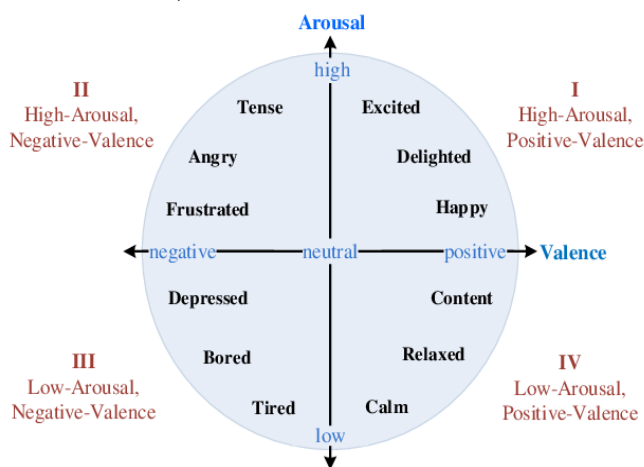 Arousal
high
II
High-Arousal,
Negative-Valence
I
High-Arousal,
Positive-Valence
Tense
Excited
Angry
Delighted
Frustrated
Happy
negative
neutral
positive
Valence
Depressed
Content
Bored
Relaxed
III
Low-Arousal,
Negative-Valence
IV
Low-Arousal,
Positive-Valence
Tired
Calm
low